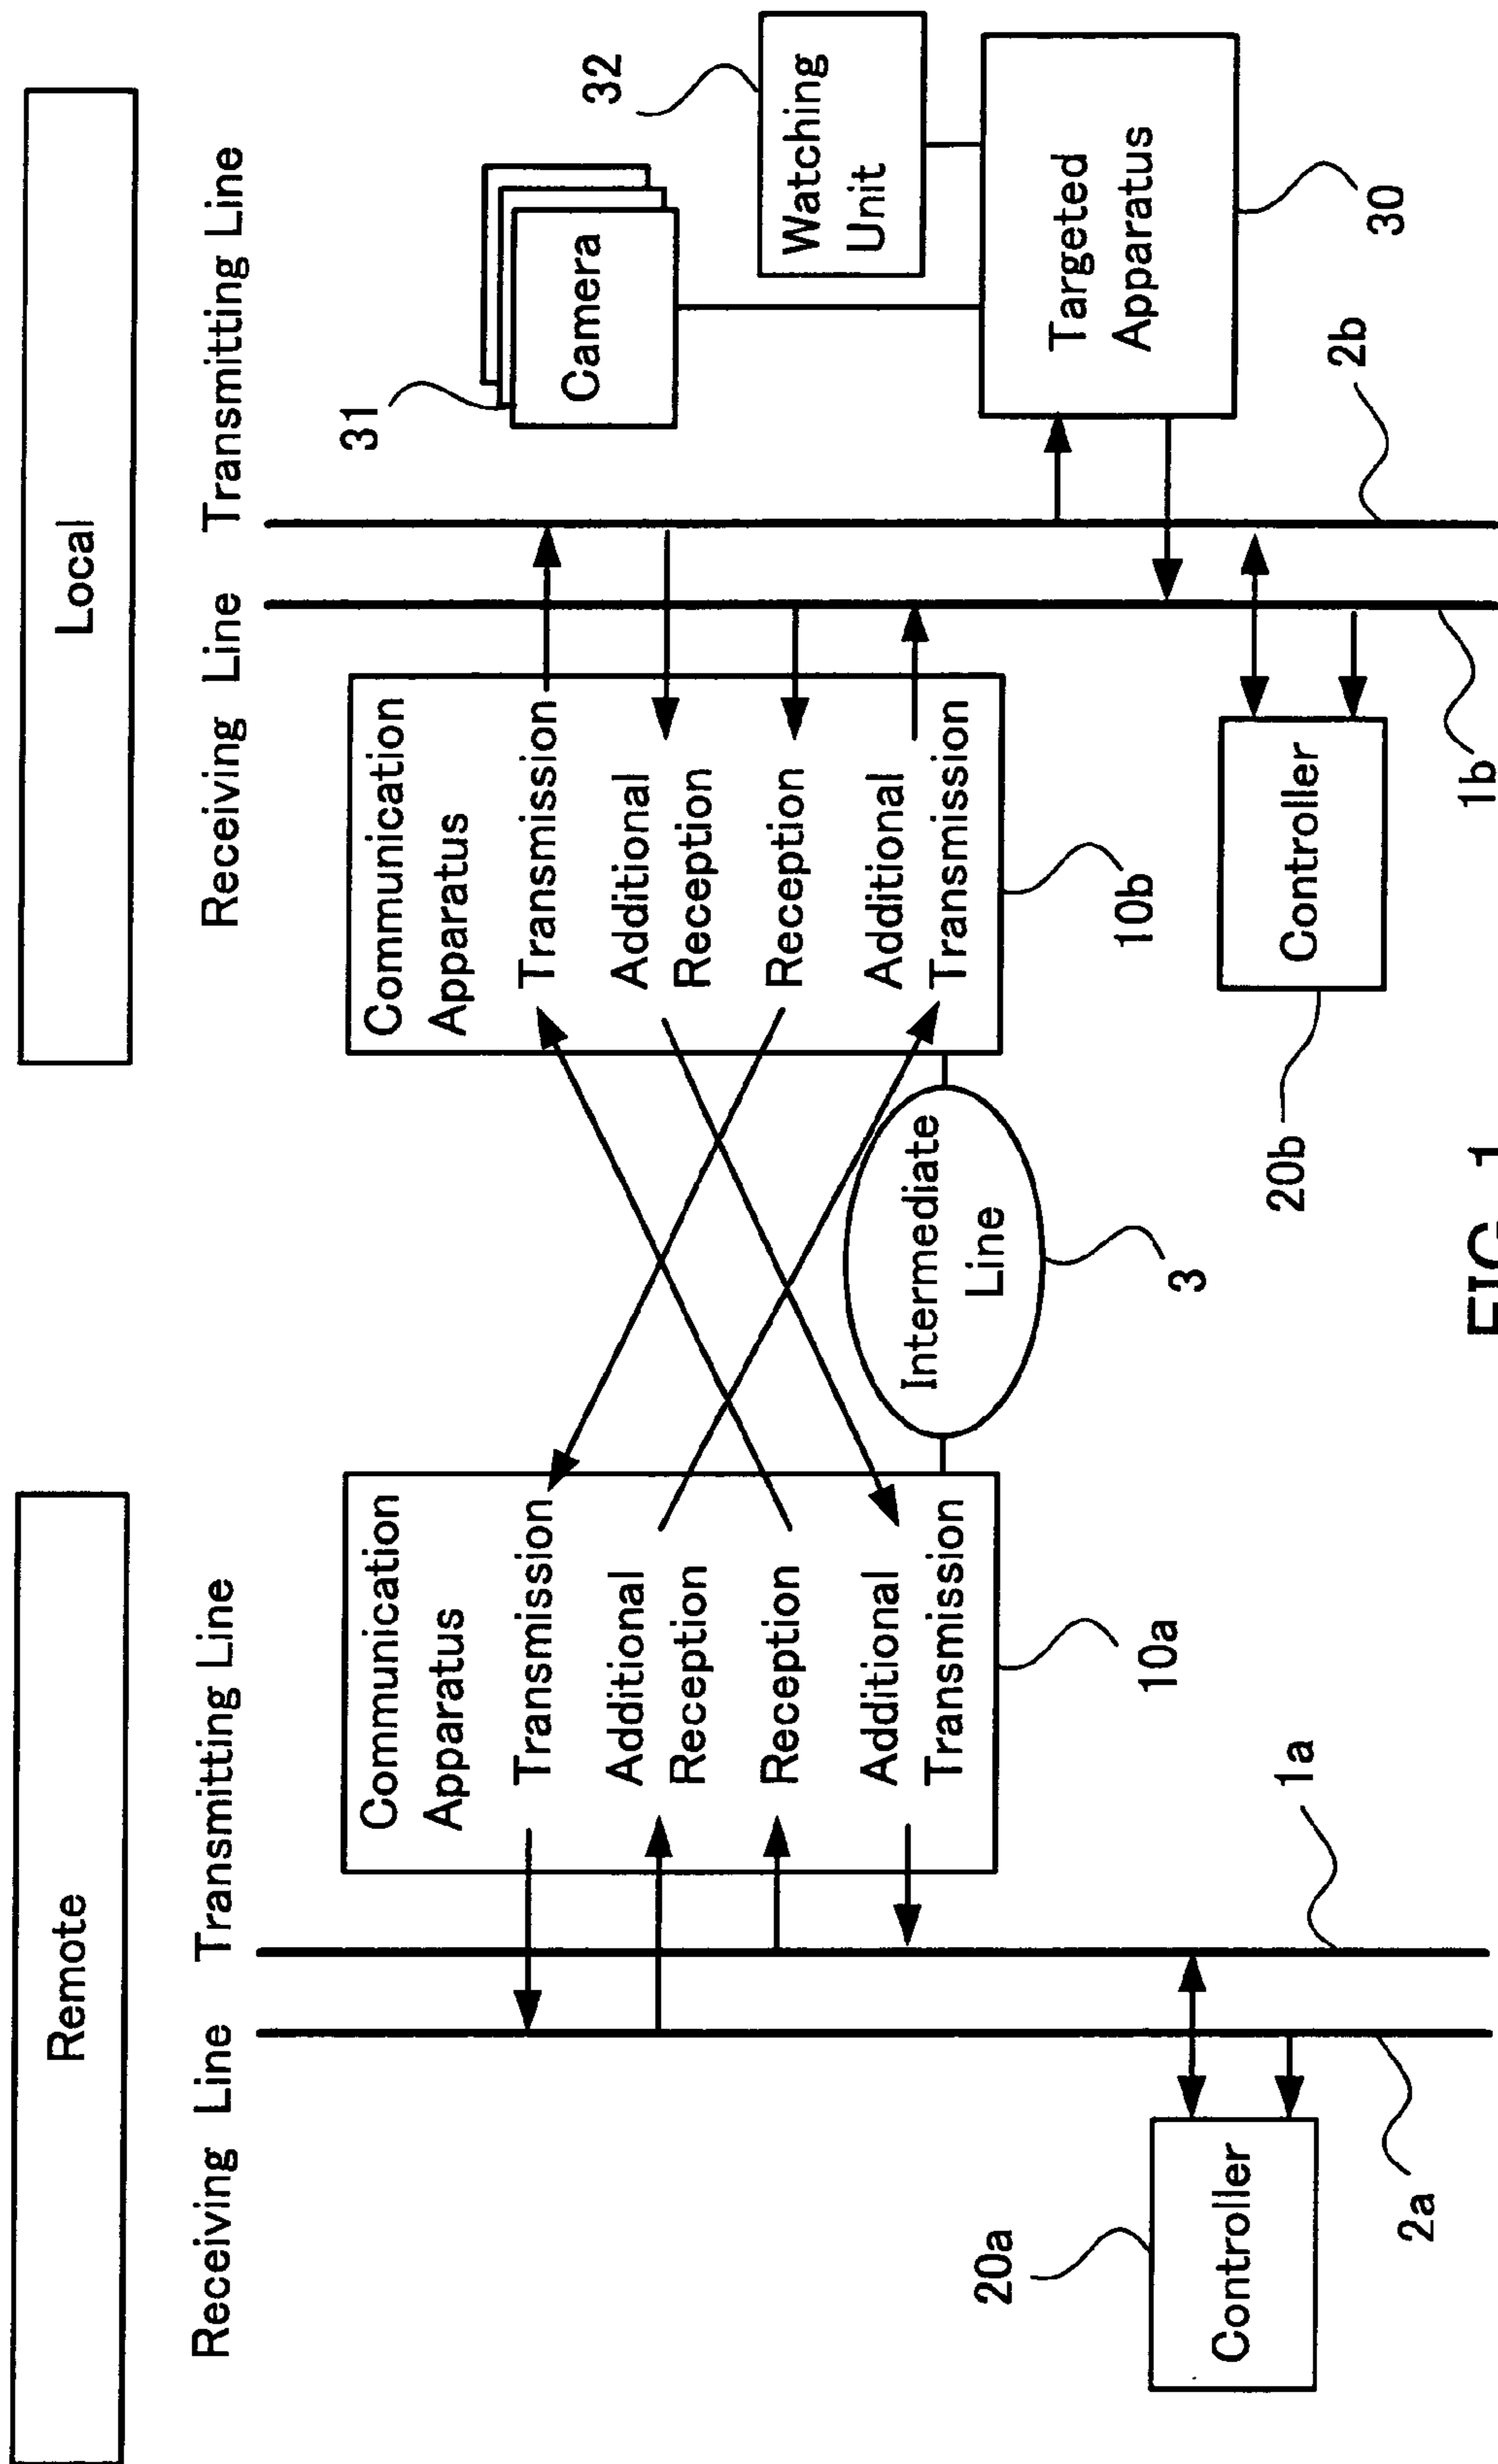 Remote
Local
Receiving Line
Transmitting Line
Receiving Line
Transmitting Line
Communication
Apparatus
Transmission
Additional
Reception
Reception
Additional
Transmission
10a
Communication
Apparatus
Transmission
Additional
Reception
Reception
Additional
Transmission
10b
Intermediate
Line
3
31
Camera
32
Watching
Unit
Targeted
Apparatus
30
20a
Controller
2a
1a
20b
Controller
1b
2b
FIG. 1